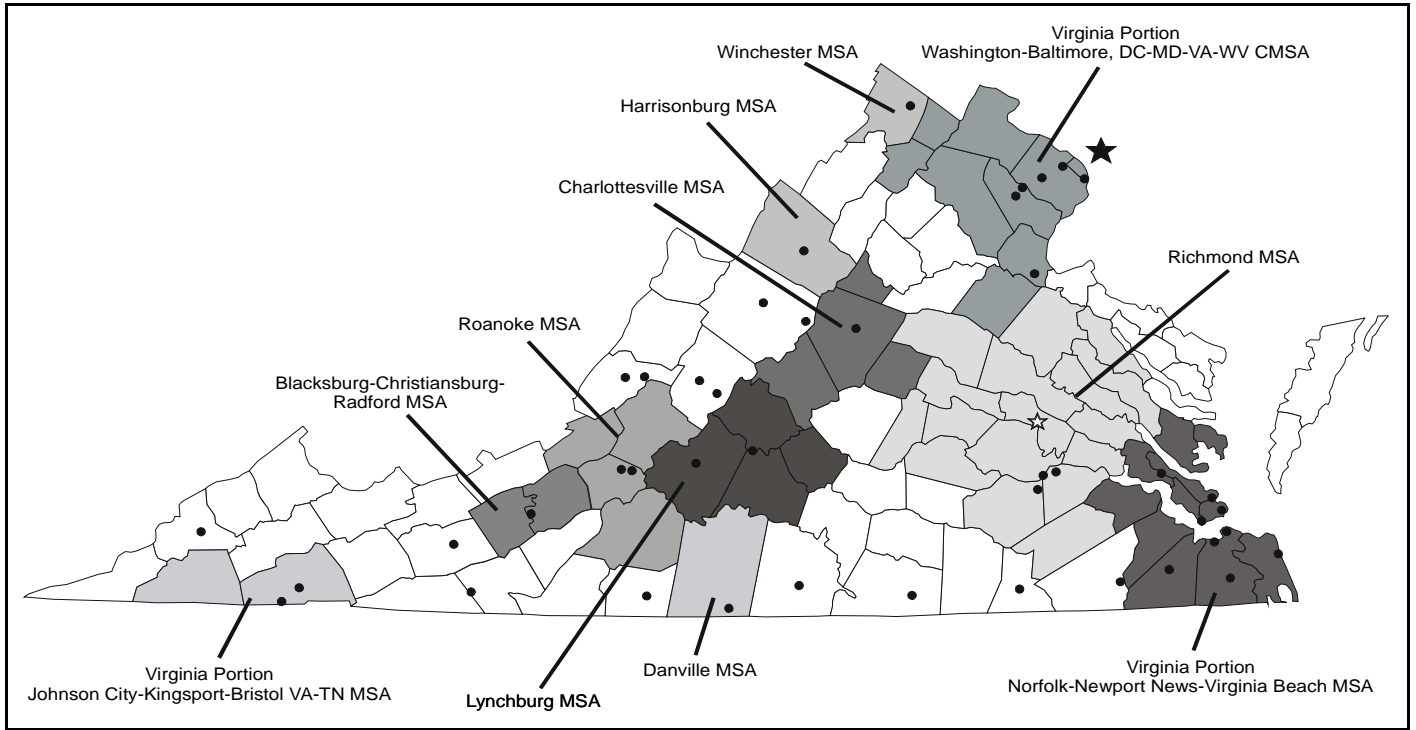 Virginia Portion
Washington-Baltimore, DC-MD-VA-WV CMSA
Winchester MSA
Harrisonburg MSA
Charlottesville MSA
Richmond MSA
Roanoke MSA
Blacksburg-Christiansburg-
Radford MSA
Virginia Portion
Johnson City-Kingsport-Bristol VA-TN MSA
Lynchburg MSA
Danville MSA
Virginia Portion
Norfolk-Newport News-Virginia Beach MSA